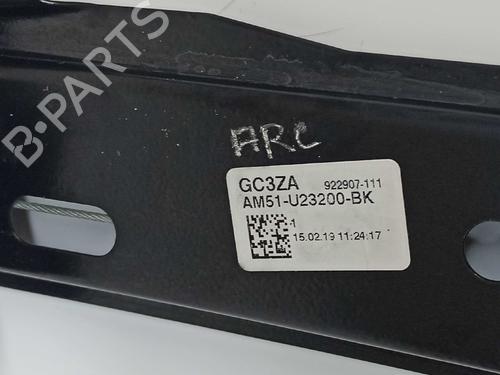 B-PARTS
ARC
GC3ZA 922907-111
AM51-U23200-BK
1
15.02.19 11:24:17